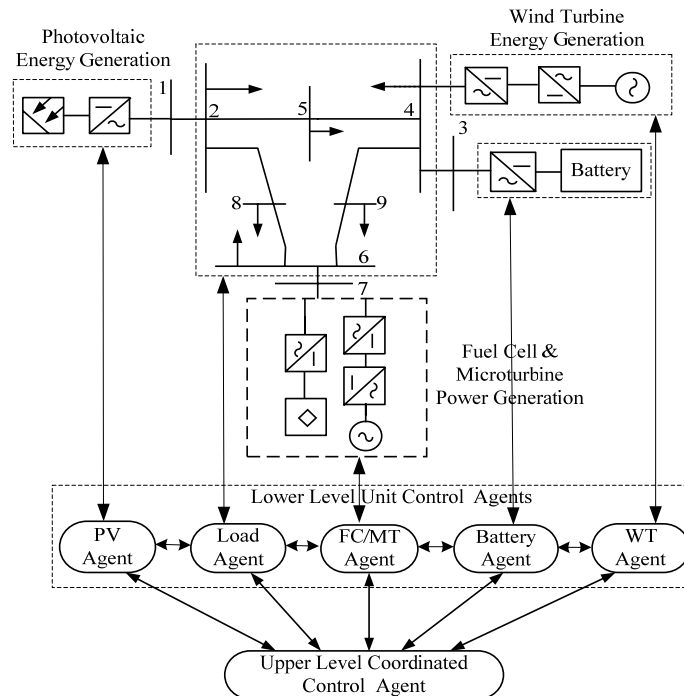 Photovoltaic
Energy Generation
Wind Turbine
Energy Generation
1
2
5
4
3
Battery
8
9
6
7
Fuel Cell &
Microturbine
Power Generation
Lower Level Unit Control Agents
PV
Agent
Load
Agent
FC/MT
Agent
Battery
Agent
WT
Agent
Upper Level Coordinated
Control Agent